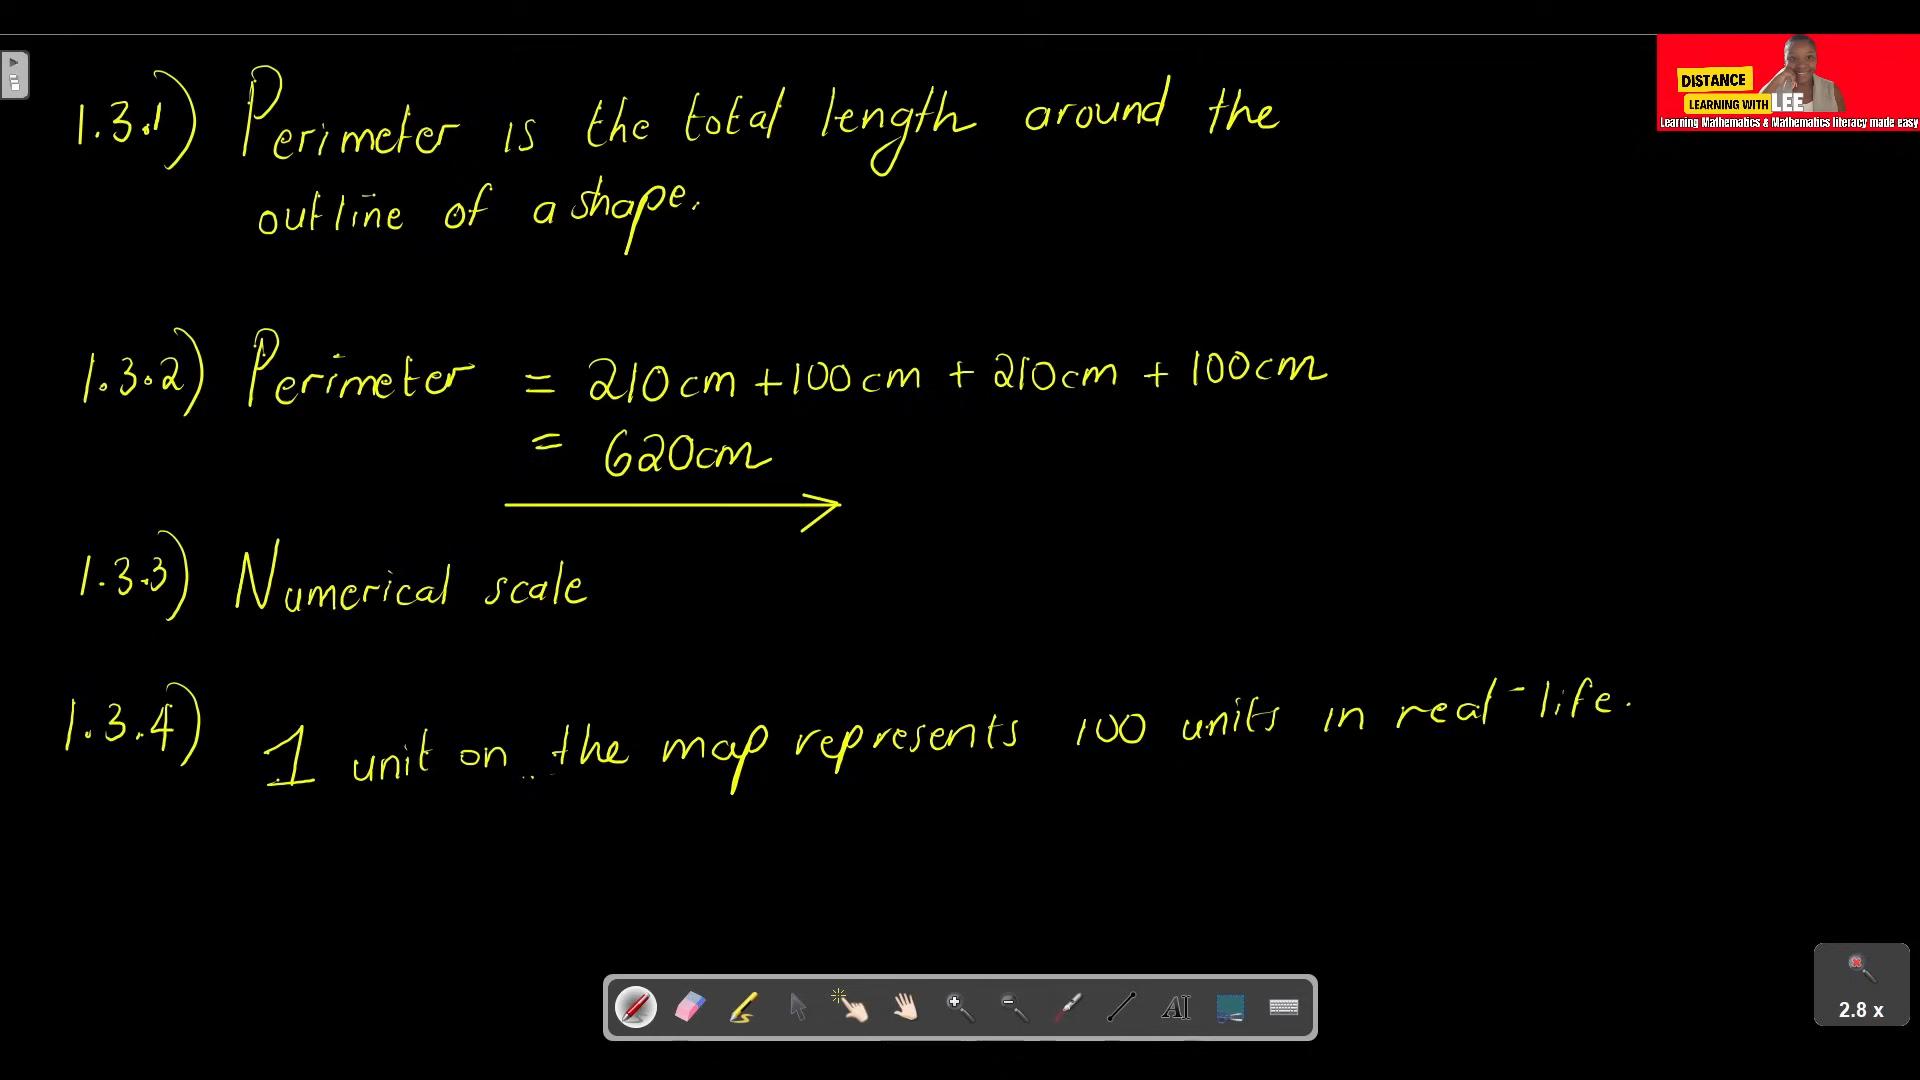 DISTANCE
LEARNING WITH LEE
Learning Mathematics & Mathematics literacy made easy
1.3.1) Perimeter is the total length around the
outline of a shape.
1.3.2) Perimeter = 210cm + 100cm + 210cm + 100cm
= 620cm
1.3.3) Numerical scale
1.3.4) 1 unit on the map represents 100 units in real-life.
AI
2.8 x